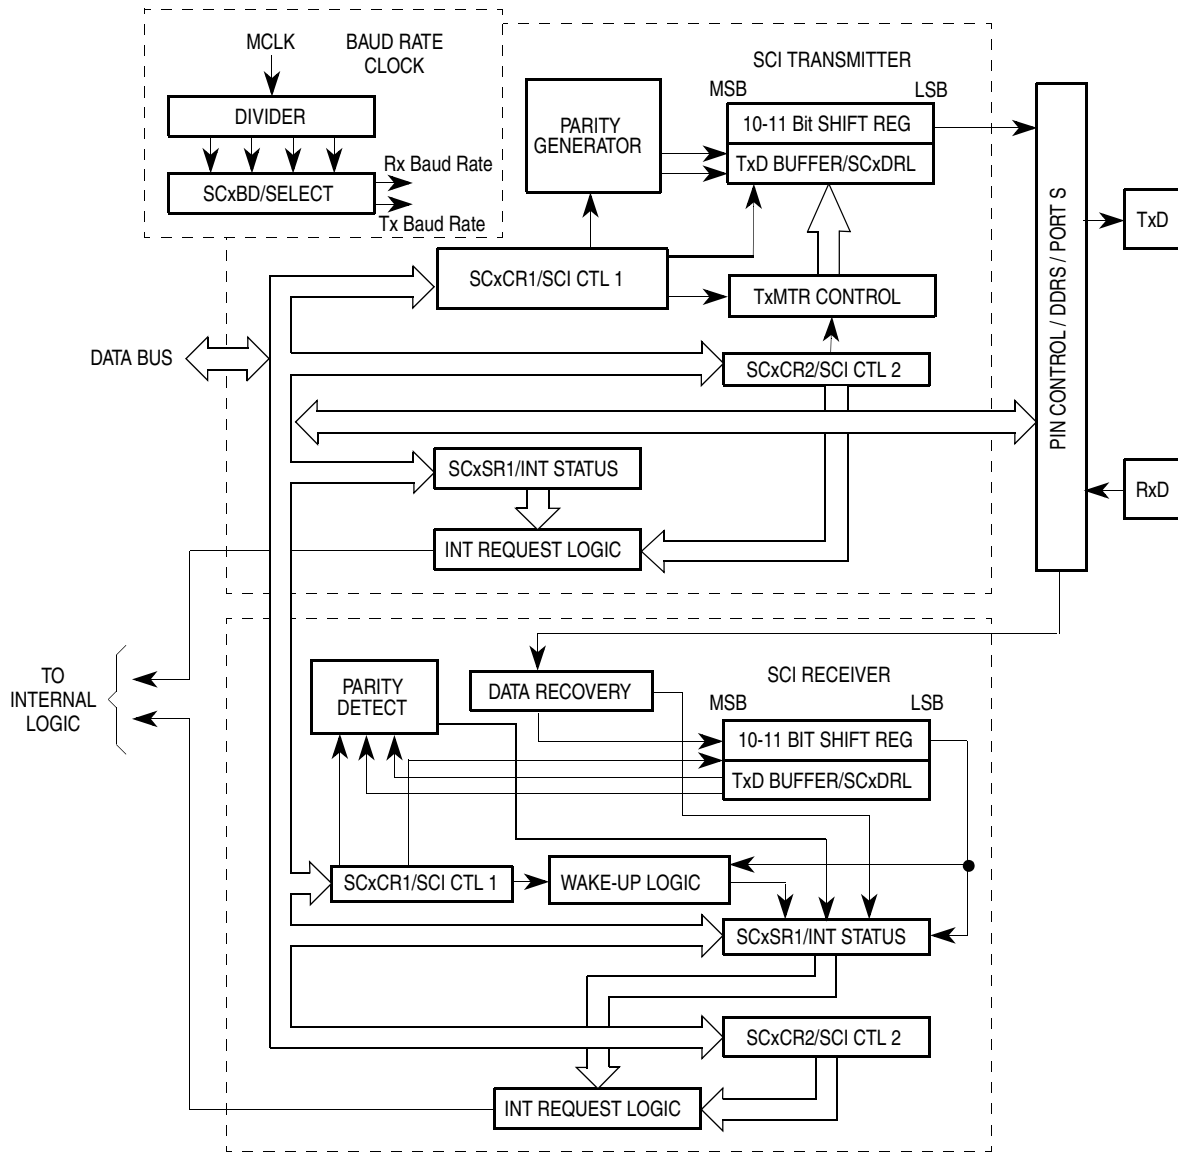 MCLK
BAUD RATE
CLOCK
DIVIDER
SCxBD/SELECT
Rx Baud Rate
Tx Baud Rate
SCI TRANSMITTER
MSB
LSB
PARITY
GENERATOR
10-11 Bit SHIFT REG
TxD BUFFER/SCxDRL
SCxCR1/SCI CTL 1
TxMTR CONTROL
DATA BUS
SCxCR2/SCI CTL 2
SCxSR1/INT STATUS
INT REQUEST LOGIC
PIN CONTROL / DDRS / PORT S
TxD
RxD
TO
INTERNAL
LOGIC
SCI RECEIVER
PARITY
DETECT
DATA RECOVERY
MSB
LSB
10-11 BIT SHIFT REG
TxD BUFFER/SCxDRL
SCxCR1/SCI CTL 1
WAKE-UP LOGIC
SCxSR1/INT STATUS
SCxCR2/SCI CTL 2
INT REQUEST LOGIC